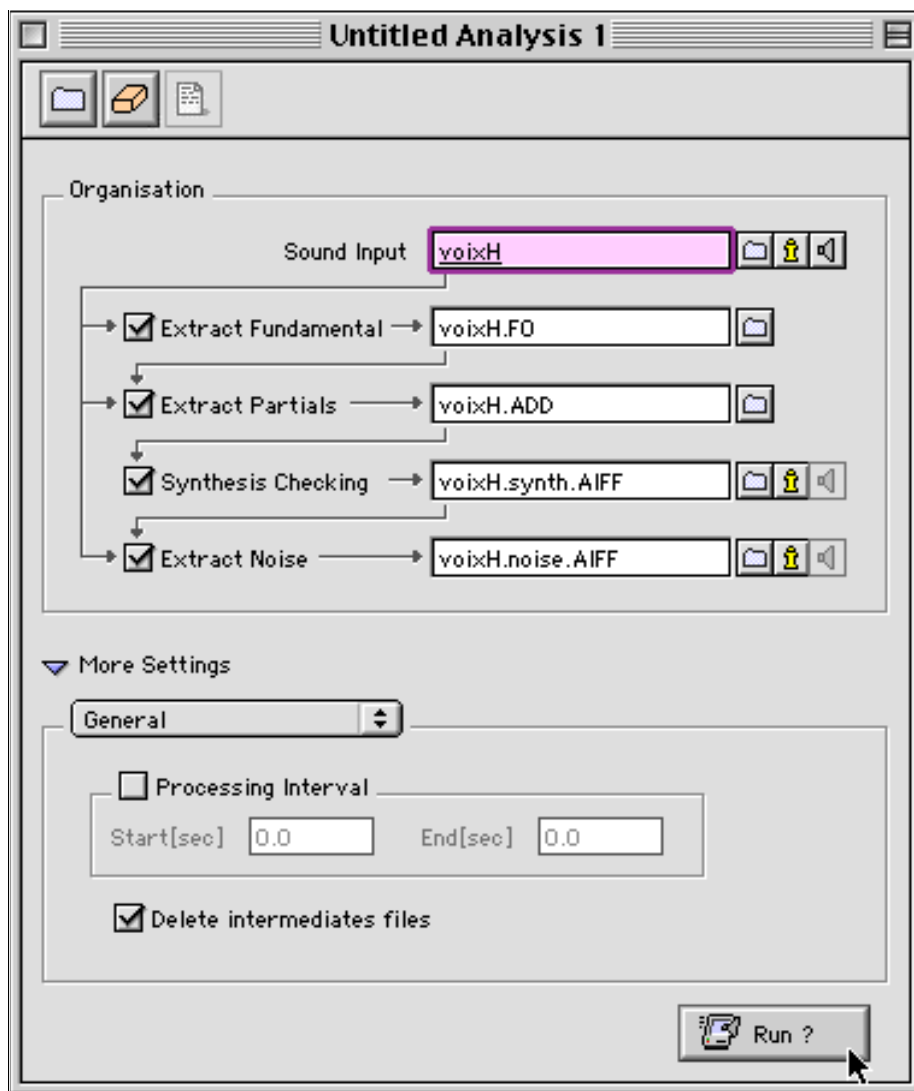 Untitled Analysis 1
Organisation
Sound Input voixH
Extract Fundamental voixH.F0
Extract Partials voixH.ADD
Synthesis Checking voixH.synth.AIFF
Extract Noise voixH.noise.AIFF
More Settings
General
Processing Interval
Start[sec] 0.0 End[sec] 0.0
Delete intermediates files
Run ?